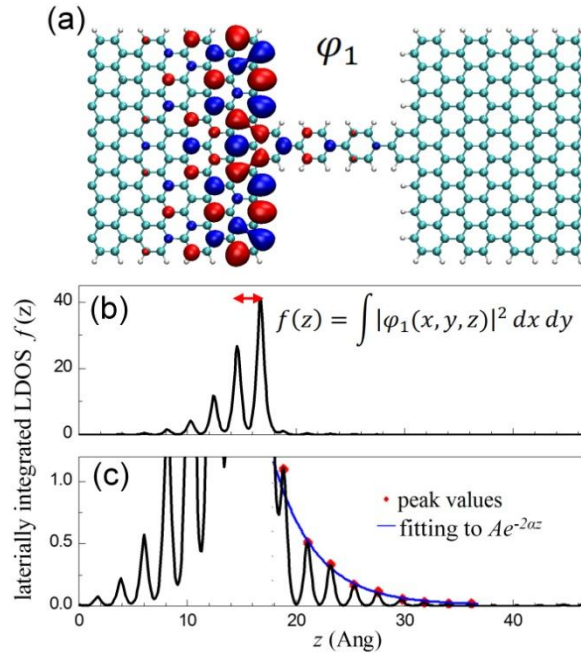 (a)
φ₁
(b)
f(z) = ∫ |φ₁(x, y, z)|² dx dy
40
20
0
(c)
1.0
0.5
0.0
peak values
fitting to Ae^{-2αz}
0 10 20 30 40
z (Ang)
laterially integrated LDOS f(z)